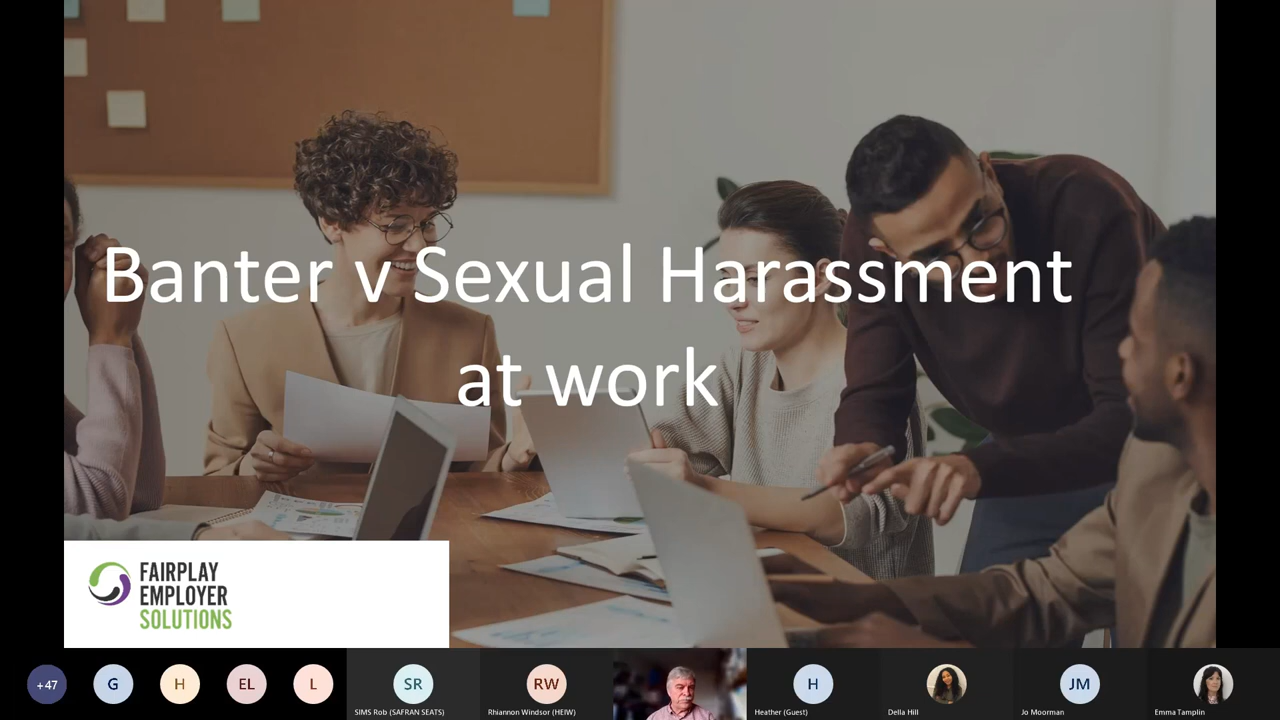 Banter v Sexual Harassment
at work
FAIRPLAY
EMPLOYER
SOLUTIONS
+47
G
H
EL
L
SR
RW
H
JM
SIMS Rob (SAFRAN SEATS)
Rhiannon Windsor (HEIW)
Heather (Guest)
Della Hill
Jo Moorman
Emma Tamplin